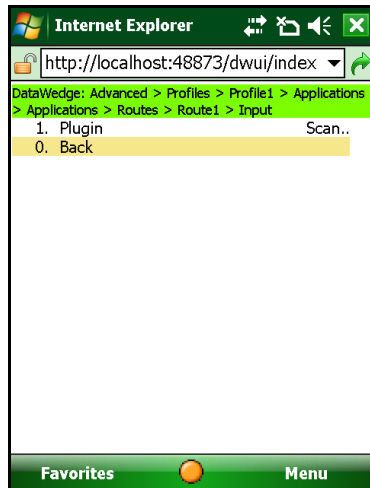 Internet Explorer
http://localhost:48873/dwui/index
DataWedge: Advanced > Profiles > Profile1 > Applications
> Applications > Routes > Route1 > Input
1. Plugin Scan..
0. Back
Favorites Menu